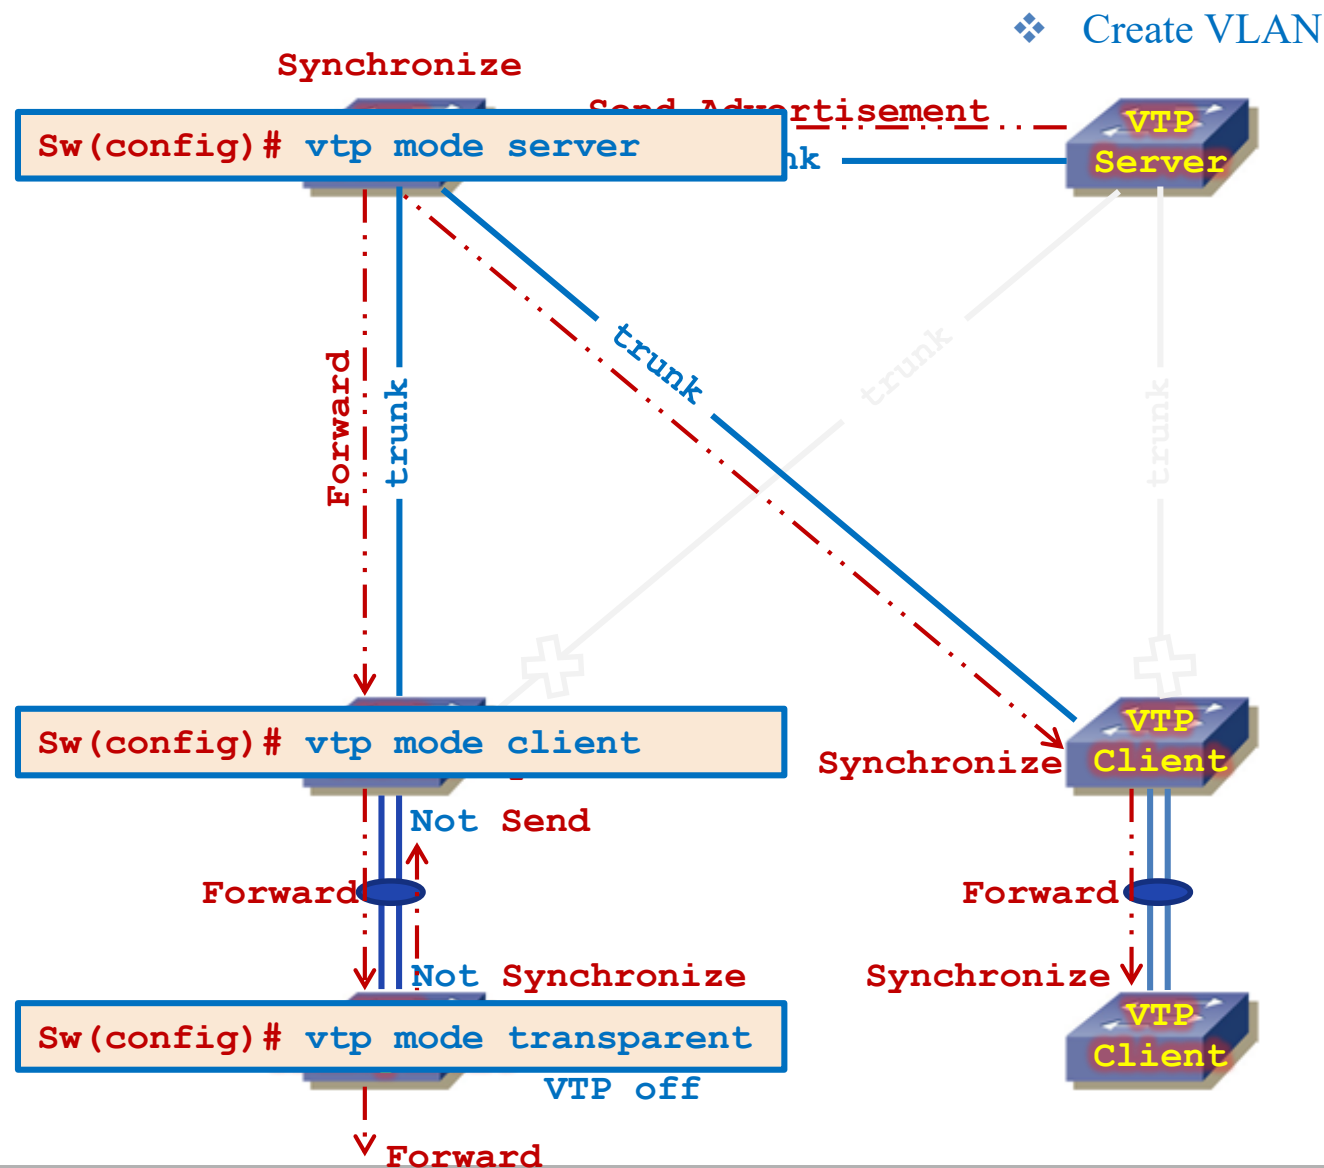 Create VLAN
Synchronize
Send Advertisement
Sw(config)# vtp mode server
VTP
Server
trunk
trunk
Forward
trunk
trunk
Sw(config)# vtp mode client
VTP
Client
Synchronize
Not Send
Forward
Forward
Not Synchronize
Synchronize
Sw(config)# vtp mode transparent
VTP
Client
VTP off
Forward